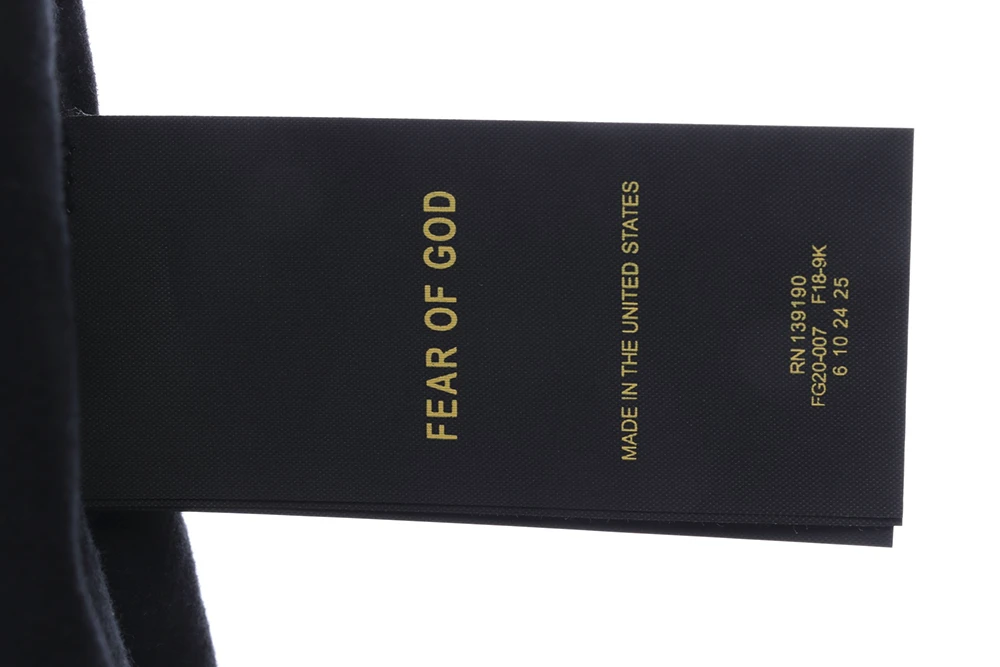 FEAR OF GOD
MADE IN THE UNITED STATES
RN 139190
FG20-007 F18-9K
6 10 24 25